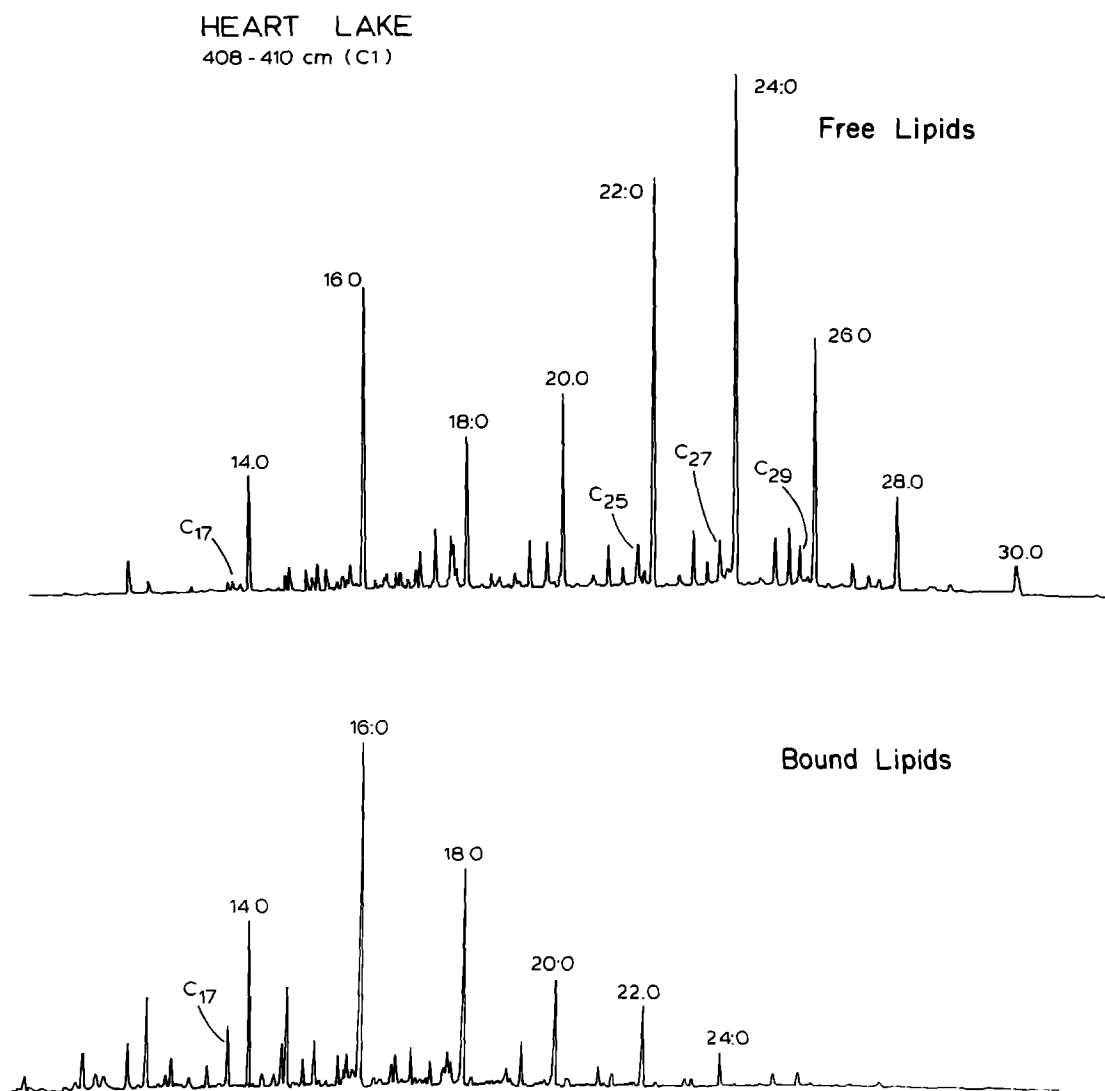 HEART LAKE
408-410 cm (C1)
24:0
Free Lipids
22:0
16 0
26 0
20.0
18:0
C27
14.0
C29
28.0
C25
C17
30.0
16:0
Bound Lipids
18 0
14 0
20:0
C17
22.0
24:0